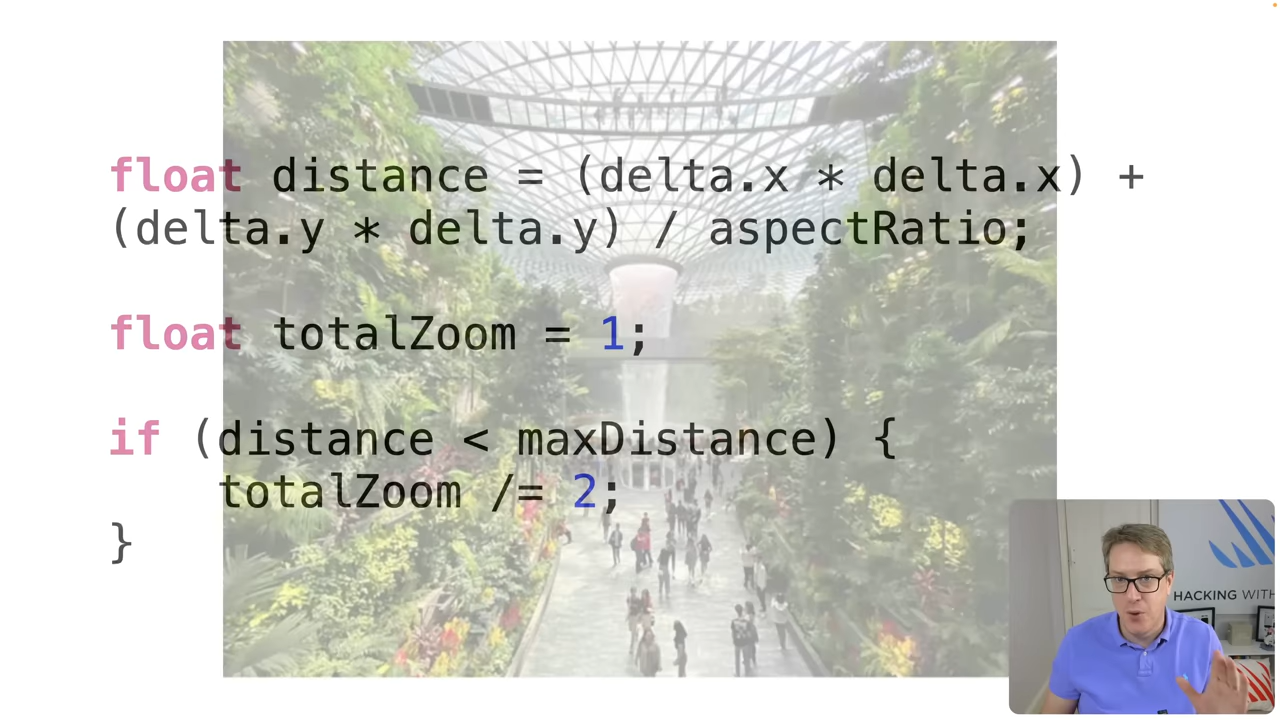 float distance = (delta.x * delta.x) +
(delta.y * delta.y) / aspectRatio;
float totalZoom = 1;
if (distance < maxDistance) {
    totalZoom /= 2;
}
HACKING WITH